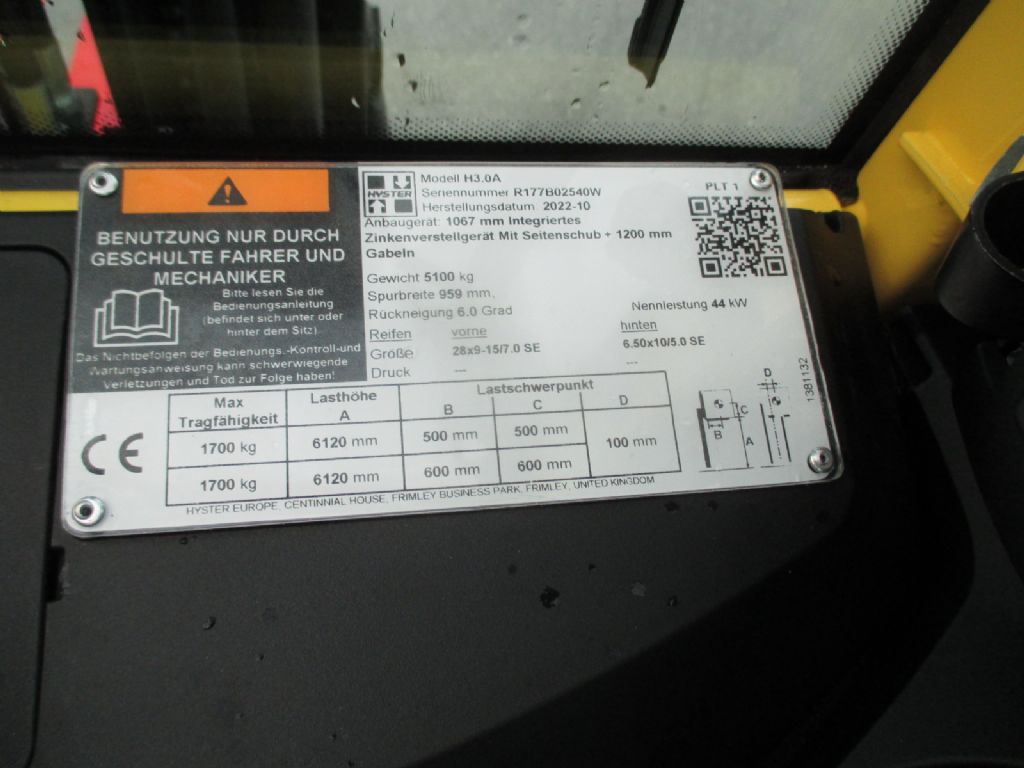 BENUTZUNG NUR DURCH
GESCHULTE FAHRER UND
MECHANIKER
Bitte lesen Sie die
Bedienungsanleitung
(befindet sich unter oder
hinter dem Sitz).
Das Nichtbefolgen der Bedienungs.-Kontroll-und
Wartungsanweisung kann schwerwiegende
Verletzungen und Tod zur Folge haben!
HYSTER
Modell H3.0A
Seriennummer R177B02540W
Herstellungsdatum 2022-10
Anbaugerät: 1067 mm Integriertes
Zinkenverstellgerät Mit Seitenschub + 1200 mm
Gabeln
PLT 1
Gewicht 5100 kg
Spurbreite 959 mm,
Rückneigung 6.0 Grad
Nennleistung 44 kW
Reifen vorne hinten
Größe 28x9-15/7.0 SE 6.50x10/5.0 SE
Druck --- ---
Max Tragfähigkeit Lasthöhe A Lastschwerpunkt
B C D
1700 kg 6120 mm 500 mm 500 mm 100 mm
1700 kg 6120 mm 600 mm 600 mm
D
C
B
A
1381132
CE
HYSTER EUROPE, CENTINNIAL HOUSE, FRIMLEY BUSINESS PARK, FRIMLEY, UNITED KINGDOM